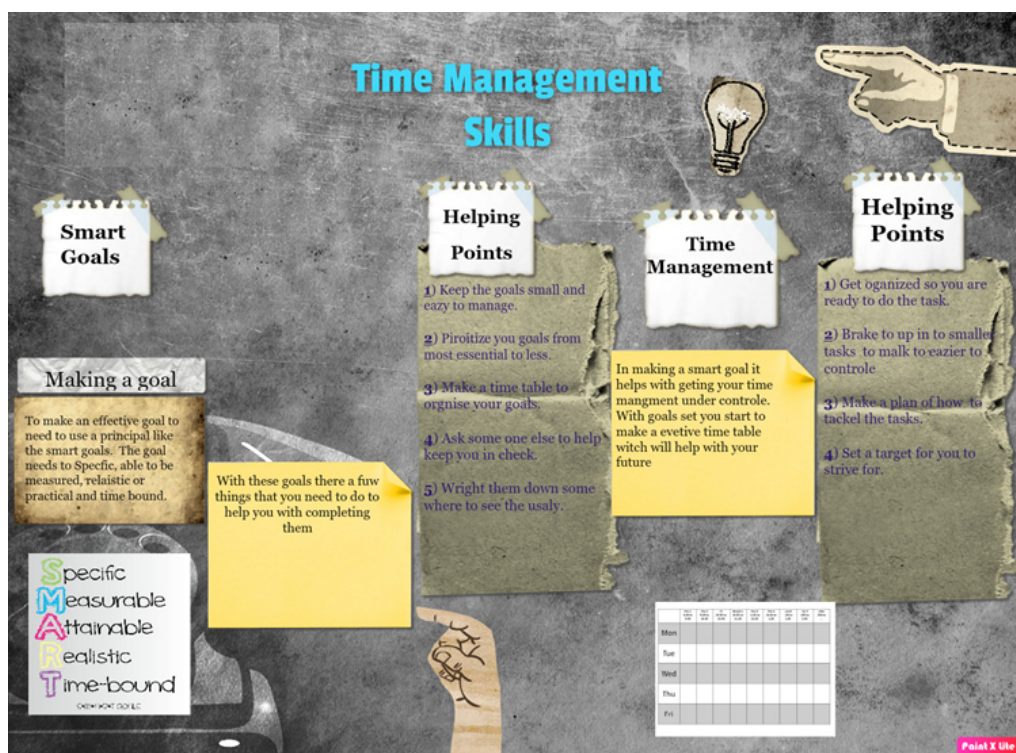 Time Management
Skills
Smart
Goals
Making a goal
To make an effective goal to
need to use a principal like
the smart goals. The goal
needs to Specfic, able to be
measured, relaistic or
practical and time bound.
Specific
Measurable
Attainable
Realistic
Time-bound
With these goals there a fuw
things that you need to do to
help you with completing
them
Helping
Points
1) Keep the goals small and
eazy to manage.
2) Piroitize you goals from
most essential to less.
3) Make a time table to
orgnise your goals.
4) Ask some one else to help
keep you in check.
5) Wright them down some
where to see the usaly.
Time
Management
In making a smart goal it
helps with geting your time
mangment under controle.
With goals set you start to
make a evetive time table
witch will help with your
future
Mon
Tue
Wed
Thu
Fri
Helping
Points
1) Get oganized so you are
ready to do the task.
2) Brake to up in to smaller
tasks to malk to eazier to
controle
3) Make a plan of how to
tackel the tasks.
4) Set a target for you to
strive for.
Paint X Lite